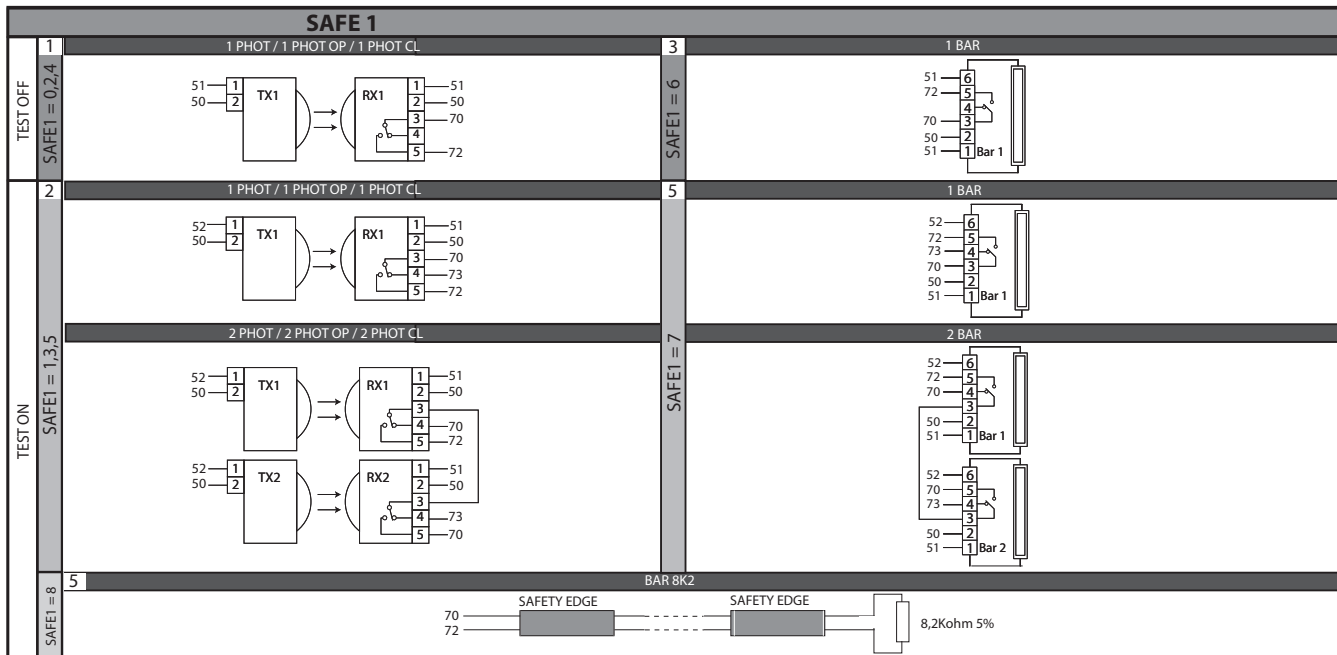 SAFE 1
TEST OFF
SAFE1 = 0,2,4
1
1 PHOT / 1 PHOT OP / 1 PHOT CL
51 1 TX1 RX1 1 51
50 2 2 50
3 70
4
5 72
3
SAFE1 = 6
1 BAR
51 6
72 5
4
70 3
50 2
51 1 Bar 1
TEST ON
SAFE1 = 1,3,5
2
1 PHOT / 1 PHOT OP / 1 PHOT CL
52 1 TX1 RX1 1 51
50 2 2 50
3 70
4 73
5 72
5
SAFE1 = 7
1 BAR
52 6
72 5
73 4
70 3
50 2
51 1 Bar 1
2 PHOT / 2 PHOT OP / 2 PHOT CL
52 1 TX1 RX1 1 51
50 2 2 50
3
4 70
5 72
52 1 TX2 RX2 1 51
50 2 2 50
3
4 73
5 70
2 BAR
52 6
72 5
70 4
3
50 2
51 1 Bar 1
52 6
70 5
73 4
3
50 2
51 1 Bar 2
SAFE1 = 8
5
BAR 8K2
70
72
SAFETY EDGE
SAFETY EDGE
8,2Kohm 5%